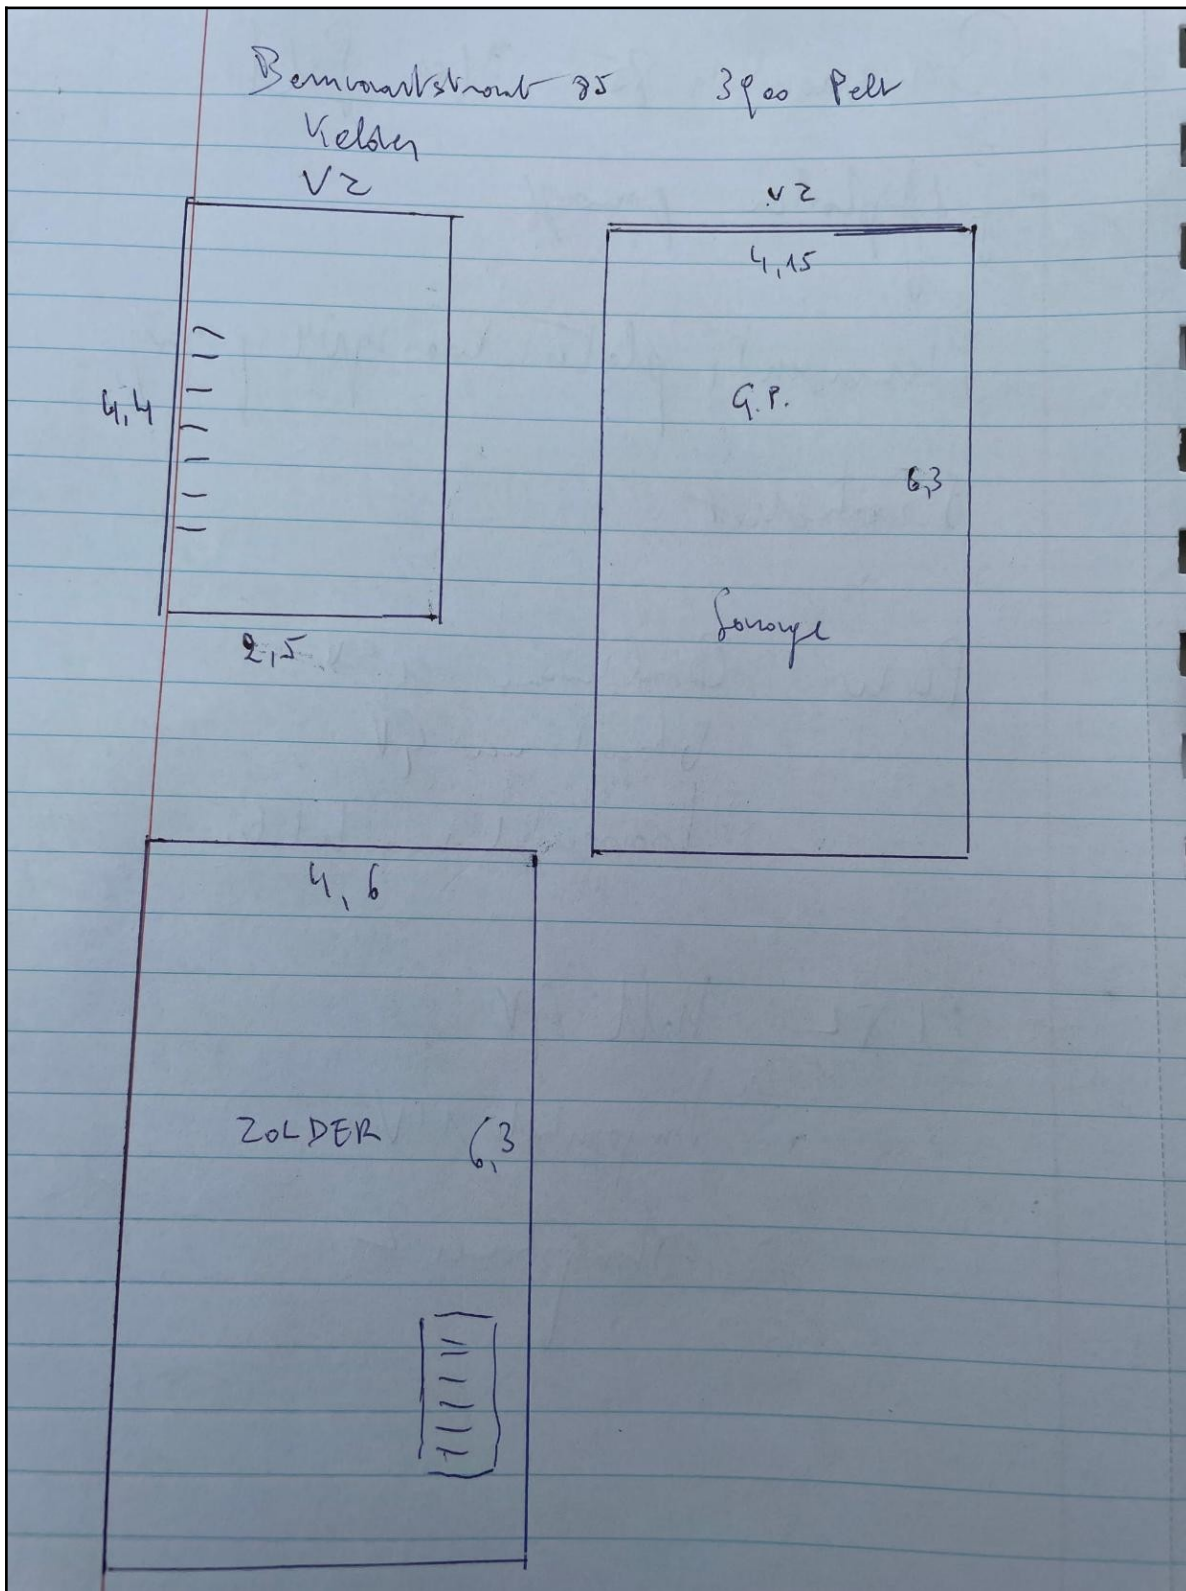 Bemvaartstraat 85 3900 Pelt
Kelder
VZ
4,4
2,5
VZ
4,15
G.P.
6,3
Garage
4,6
ZOLDER
6,3